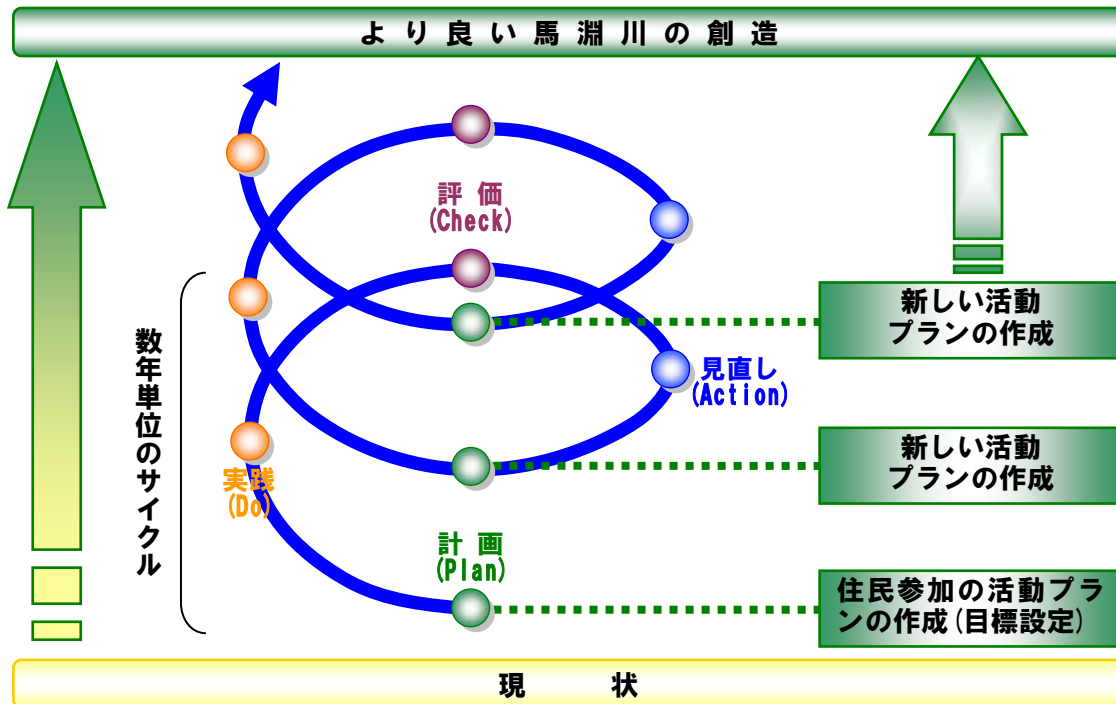 より良い馬淵川の創造
評価
(Check)
新しい活動
プランの作成
見直し
(Action)
数年単位のサイクル
新しい活動
プランの作成
実践
(Do)
計画
(Plan)
住民参加の活動プラ
ンの作成(目標設定)
現状